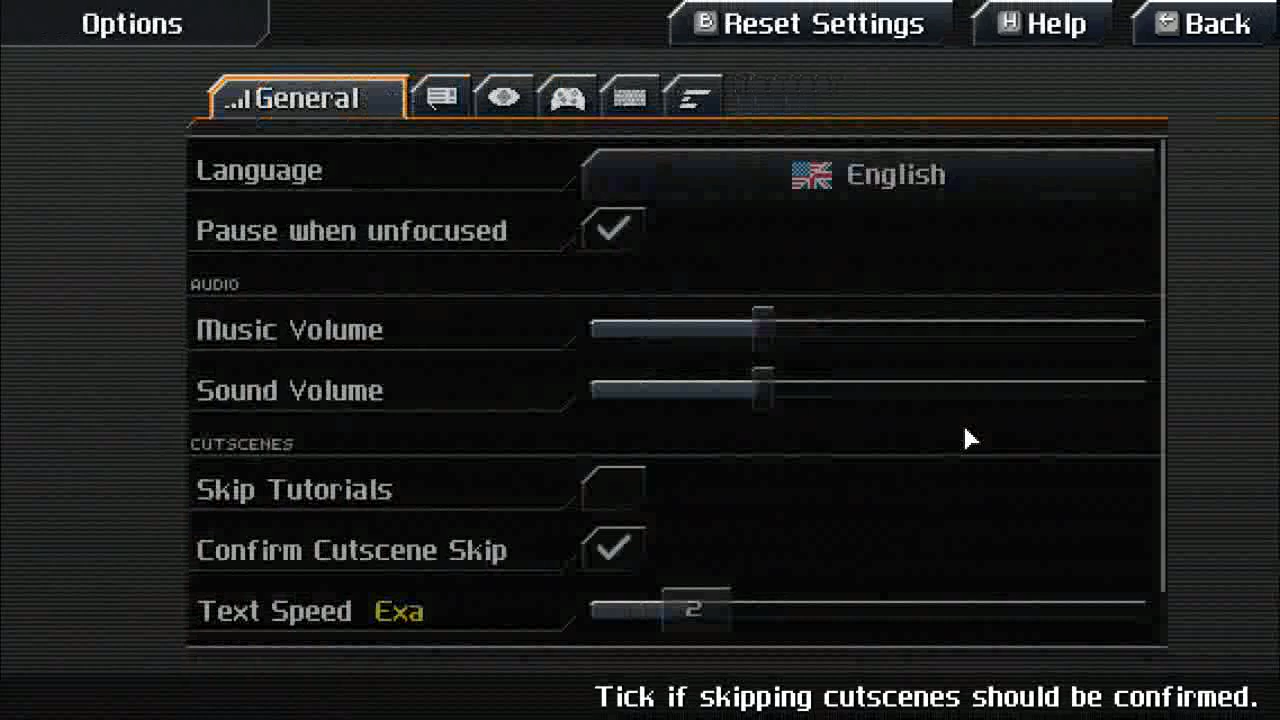 Options
B Reset Settings
H Help
Back
General
Language
English
Pause when unfocused
AUDIO
Music Volume
Sound Volume
CUTSCENES
Skip Tutorials
Confirm Cutscene Skip
Text Speed Exa
2
Tick if skipping cutscenes should be confirmed.